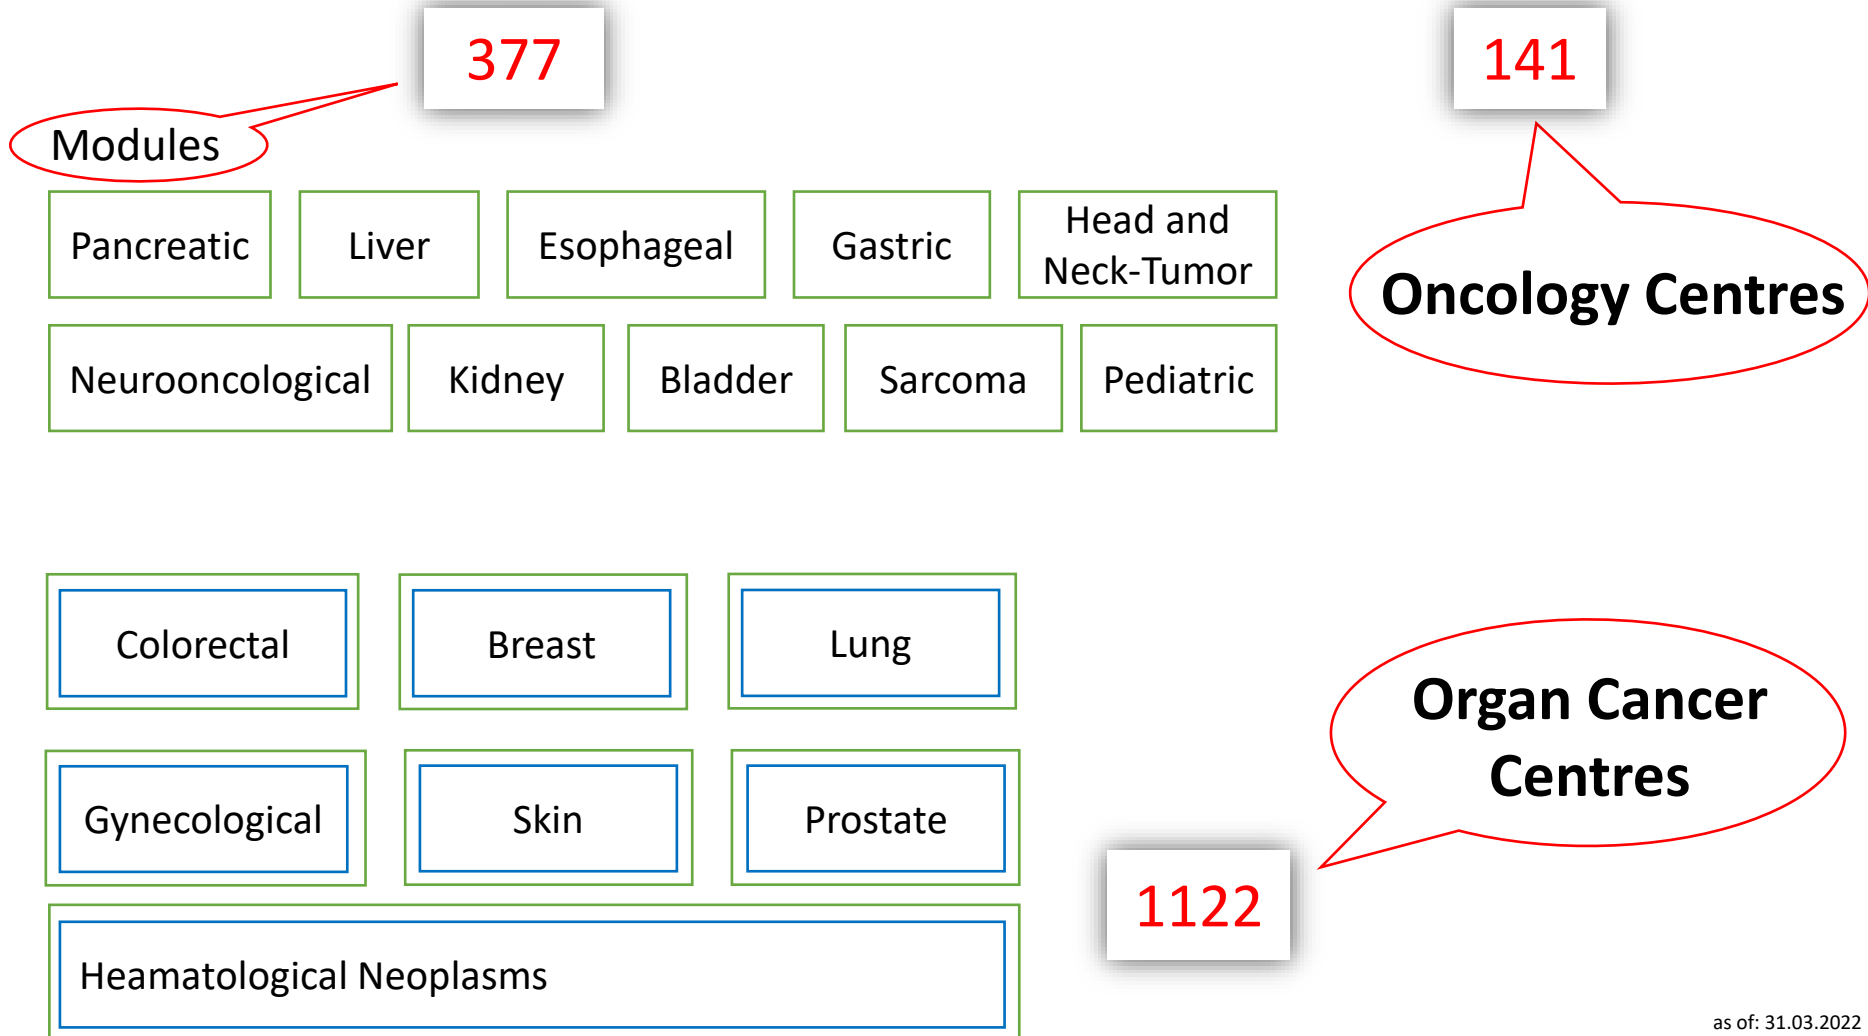 377
141
Modules
Pancreatic
Liver
Esophageal
Gastric
Head and
Neck-Tumor
Oncology Centres
Neurooncological
Kidney
Bladder
Sarcoma
Pediatric
Colorectal
Breast
Lung
Organ Cancer
Centres
Gynecological
Skin
Prostate
1122
Heamatological Neoplasms
as of: 31.03.2022